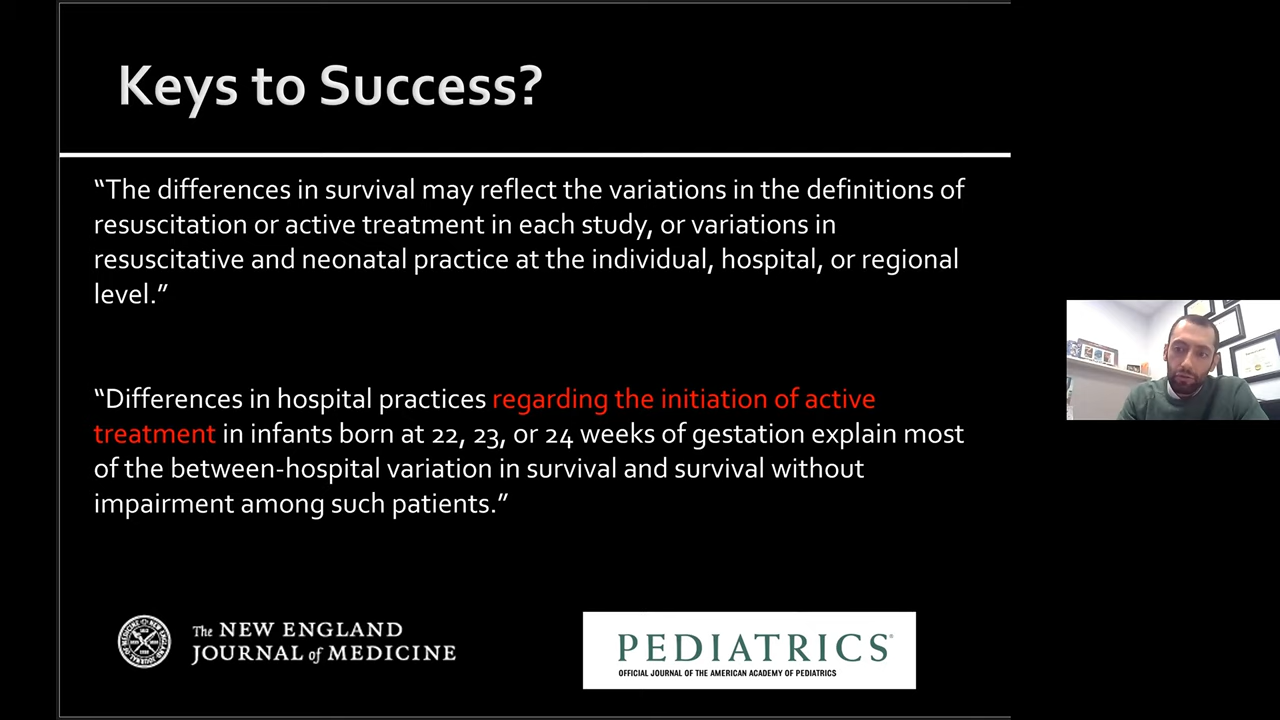 Keys to Success?
“The differences in survival may reflect the variations in the definitions of
resuscitation or active treatment in each study, or variations in
resuscitative and neonatal practice at the individual, hospital, or regional
level.”
“Differences in hospital practices regarding the initiation of active
treatment in infants born at 22, 23, or 24 weeks of gestation explain most
of the between-hospital variation in survival and survival without
impairment among such patients.”
The NEW ENGLAND
JOURNAL of MEDICINE
PEDIATRICS®
OFFICIAL JOURNAL OF THE AMERICAN ACADEMY OF PEDIATRICS